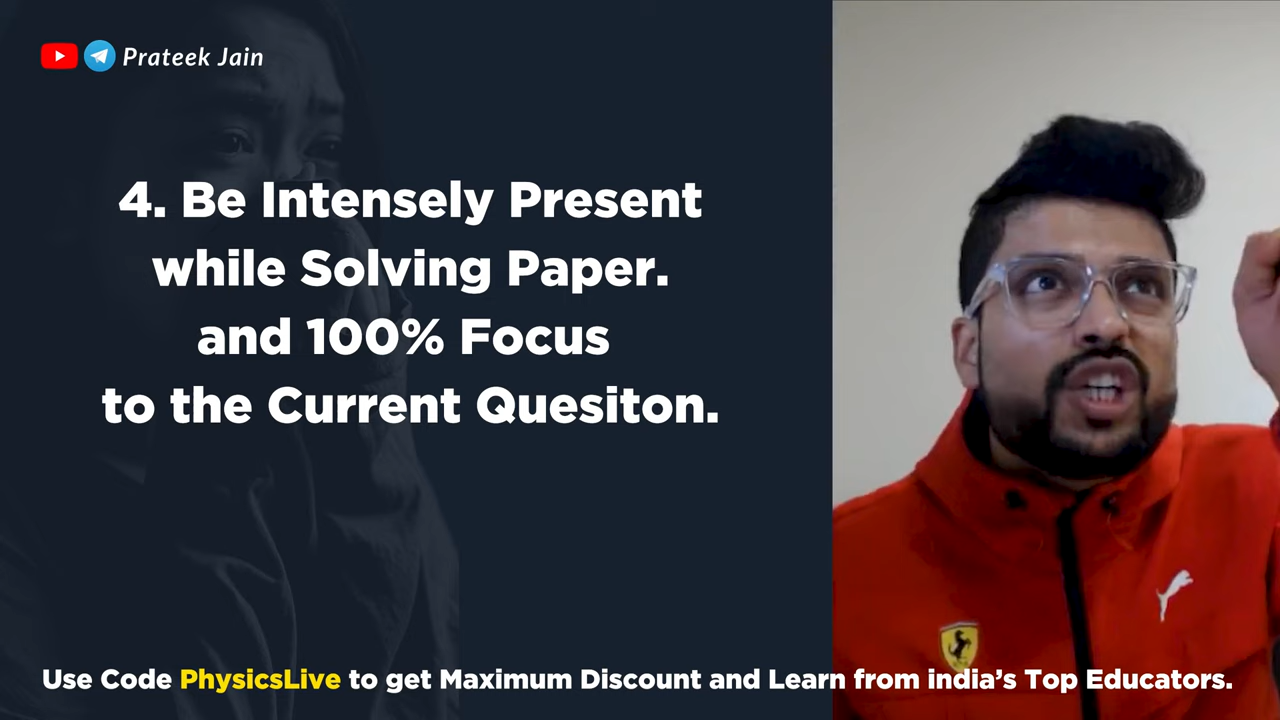 Prateek Jain
4. Be Intensely Present
while Solving Paper.
and 100% Focus
to the Current Quesiton.
Use Code PhysicsLive to get Maximum Discount and Learn from india's Top Educators.